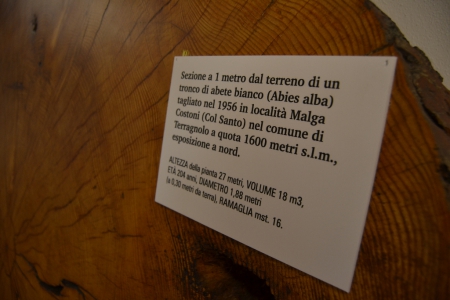 Sezione a 1 metro dal terreno di un
tronco di abete bianco (Abies alba)
tagliato nel 1956 in località Malga
Costoni (Col Santo) nel comune di
Terragnolo a quota 1600 metri s.l.m.,
esposizione a nord.
ALTEZZA della pianta 27 metri, VOLUME 18 m3,
ETÀ 204 anni, DIAMETRO 1,88 metri
(a 0,30 metri da terra), RAMAGLIA mst. 16.